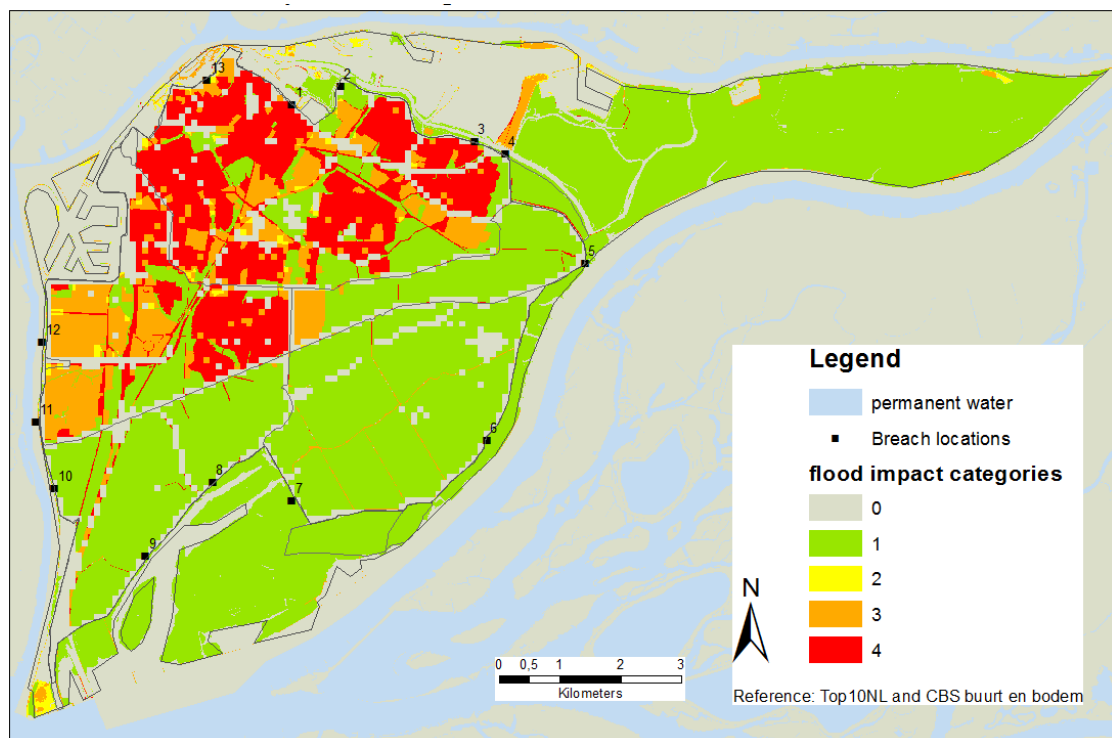 13
1
2
3
4
5
12
11
6
10
8
7
9
Legend
permanent water
Breach locations
flood impact categories
0
1
2
3
4
N
0 0,5 1 2 3
Kilometers
Reference: Top10NL and CBS buurt en bodem